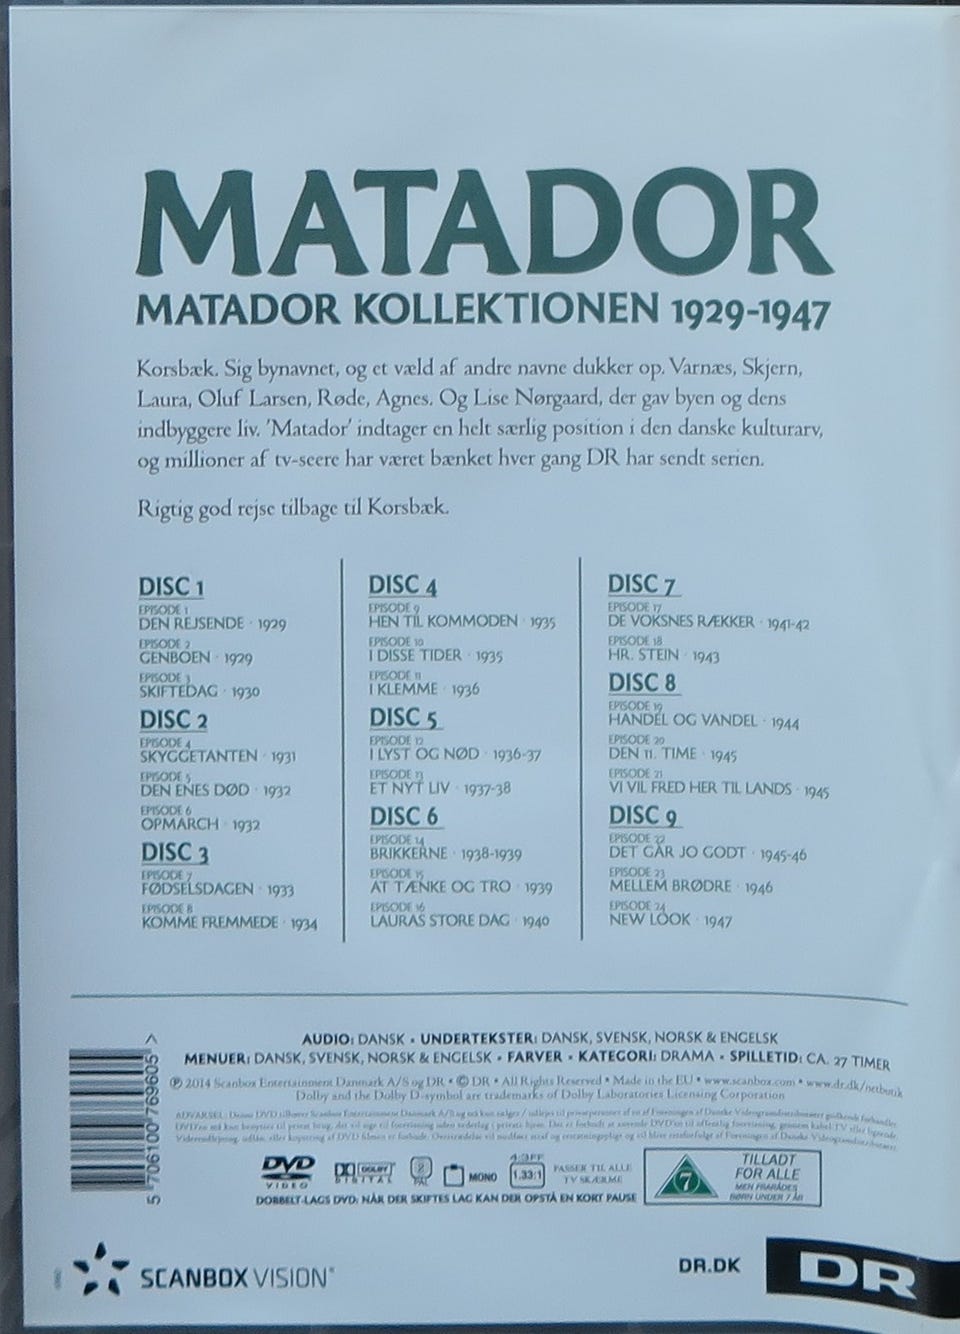 MATADOR
MATADOR KOLLEKTIONEN 1929-1947
Korsbæk. Sig bynavnet, og et væld af andre navne dukker op. Varnæs, Skjern,
Laura, Oluf Larsen, Røde, Agnes. Og Lise Nørgaard, der gav byen og dens
indbyggere liv. 'Matador' indtager en helt særlig position i den danske kulturarv,
og millioner af tv-seere har været bænket hver gang DR har sendt serien.
Rigtig god rejse tilbage til Korsbæk.
DISC 1
EPISODE 1
DEN REJSENDE · 1929
EPISODE 2
GENBOEN · 1929
EPISODE 3
SKIFTEDAG · 1930
DISC 2
EPISODE 4
SKYGGETANTEN · 1931
EPISODE 5
DEN ENES DØD · 1932
EPISODE 6
OPMARCH · 1932
DISC 3
EPISODE 7
FØDSELSDAGEN · 1933
EPISODE 8
KOMME FREMMEDE · 1934
DISC 4
EPISODE 9
HEN TIL KOMMODEN · 1935
EPISODE 10
I DISSE TIDER · 1935
EPISODE 11
I KLEMME · 1936
DISC 5
EPISODE 12
I LYST OG NØD · 1936-37
EPISODE 13
ET NYT LIV · 1937-38
DISC 6
EPISODE 14
BRIKKERNE · 1938-1939
EPISODE 15
AT TÆNKE OG TRO · 1939
EPISODE 16
LAURAS STORE DAG · 1940
DISC 7
EPISODE 17
DE VOKSNES RÆKKER · 1941-42
EPISODE 18
HR. STEIN · 1943
DISC 8
EPISODE 19
HANDEL OG VANDEL · 1944
EPISODE 20
DEN 11. TIME · 1945
EPISODE 21
VI VIL FRED HER TIL LANDS · 1945
DISC 9
EPISODE 22
DET GÅR JO GODT · 1945-46
EPISODE 23
MELLEM BRØDRE · 1946
EPISODE 24
NEW LOOK · 1947
AUDIO: DANSK • UNDERTEKSTER: DANSK, SVENSK, NORSK & ENGELSK
MENUER: DANSK, SVENSK, NORSK & ENGELSK • FARVER • KATEGORI: DRAMA • SPILLETID: CA. 27 TIMER
℗ 2014 Scanbox Entertainment Danmark A/S og DR • © DR • All Rights Reserved • Made in the EU • www.scanbox.com • www.dr.dk/netbutik
Dolby and the Dolby D-symbol are trademarks of Dolby Laboratories Licensing Corporation
5 706100 769605 >
DVD VIDEO
DOLBY DIGITAL
2 PAL
MONO
4:3FF
1.33:1
PASSER TIL ALLE
TV SKÆRME
7
TILLADT
FOR ALLE
MEN FRARÅDES
BØRN UNDER 7 ÅR
DOBBELT-LAGS DVD: NÅR DER SKIFTES LAG KAN DER OPSTÅ EN KORT PAUSE
SCANBOX VISION
DR.DK
DR